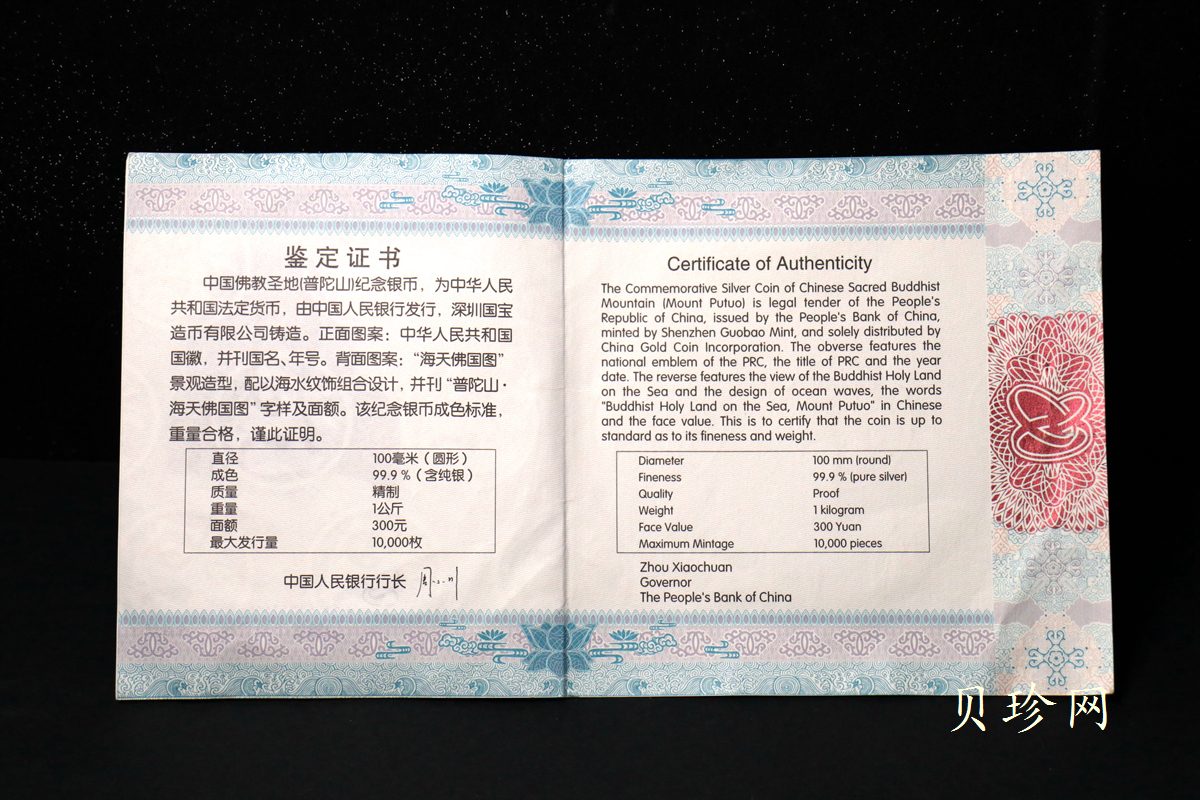 鉴定证书
中国佛教圣地(普陀山)纪念银币，为中华人民
共和国法定货币，由中国人民银行发行，深圳国宝
造币有限公司铸造。正面图案：中华人民共和国
国徽，并刊国名、年号。背面图案：“海天佛国图”
景观造型，配以海水纹饰组合设计，并刊“普陀山·
海天佛国图”字样及面额。该纪念银币成色标准，
重量合格，谨此证明。
直径 100毫米（圆形）
成色 99.9%（含纯银）
质量 精制
重量 1公斤
面额 300元
最大发行量 10,000枚
中国人民银行行长 周小川
Certificate of Authenticity
The Commemorative Silver Coin of Chinese Sacred Buddhist
Mountain (Mount Putuo) is legal tender of the People's
Republic of China, issued by the People's Bank of China,
minted by Shenzhen Guobao Mint, and solely distributed by
China Gold Coin Incorporation. The obverse features the
national emblem of the PRC, the title of PRC and the year
date. The reverse features the view of the Buddhist Holy Land
on the Sea and the design of ocean waves, the words
"Buddhist Holy Land on the Sea, Mount Putuo" in Chinese
and the face value. This is to certify that the coin is up to
standard as to its fineness and weight.
Diameter 100 mm (round)
Fineness 99.9 % (pure silver)
Quality Proof
Weight 1 kilogram
Face Value 300 Yuan
Maximum Mintage 10,000 pieces
Zhou Xiaochuan
Governor
The People's Bank of China
贝珍网